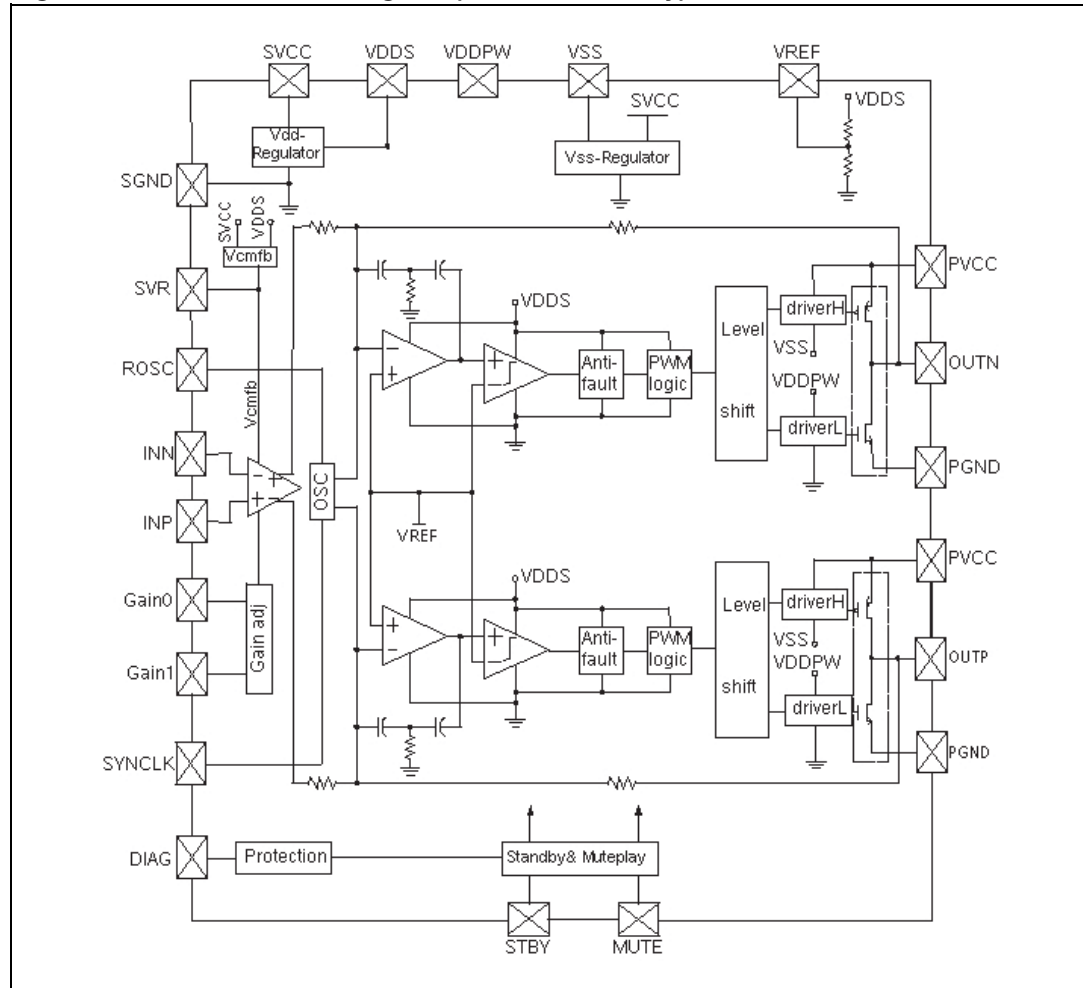 SVCC
VDDS
VDDPW
VSS
VREF
SVCC
VDDS
Vdd-
Regulator
Vss-Regulator
SGND
SVCC
VDDS
Vcmfb
SVR
PVCC
VDDS
driverH
Level
shift
VSS
Anti-
fault
PWM
logic
ROSC
OUTN
VDDPW
Vcmfb
driverL
INN
PGND
OSC
INP
VREF
PVCC
VDDS
Gain0
Level
shift
driverH
Anti-
fault
PWM
logic
VSS
Gain adj
VDDPW
Gain1
OUTP
driverL
SYNCLK
PGND
DIAG
Protection
Standby& Muteplay
STBY
MUTE